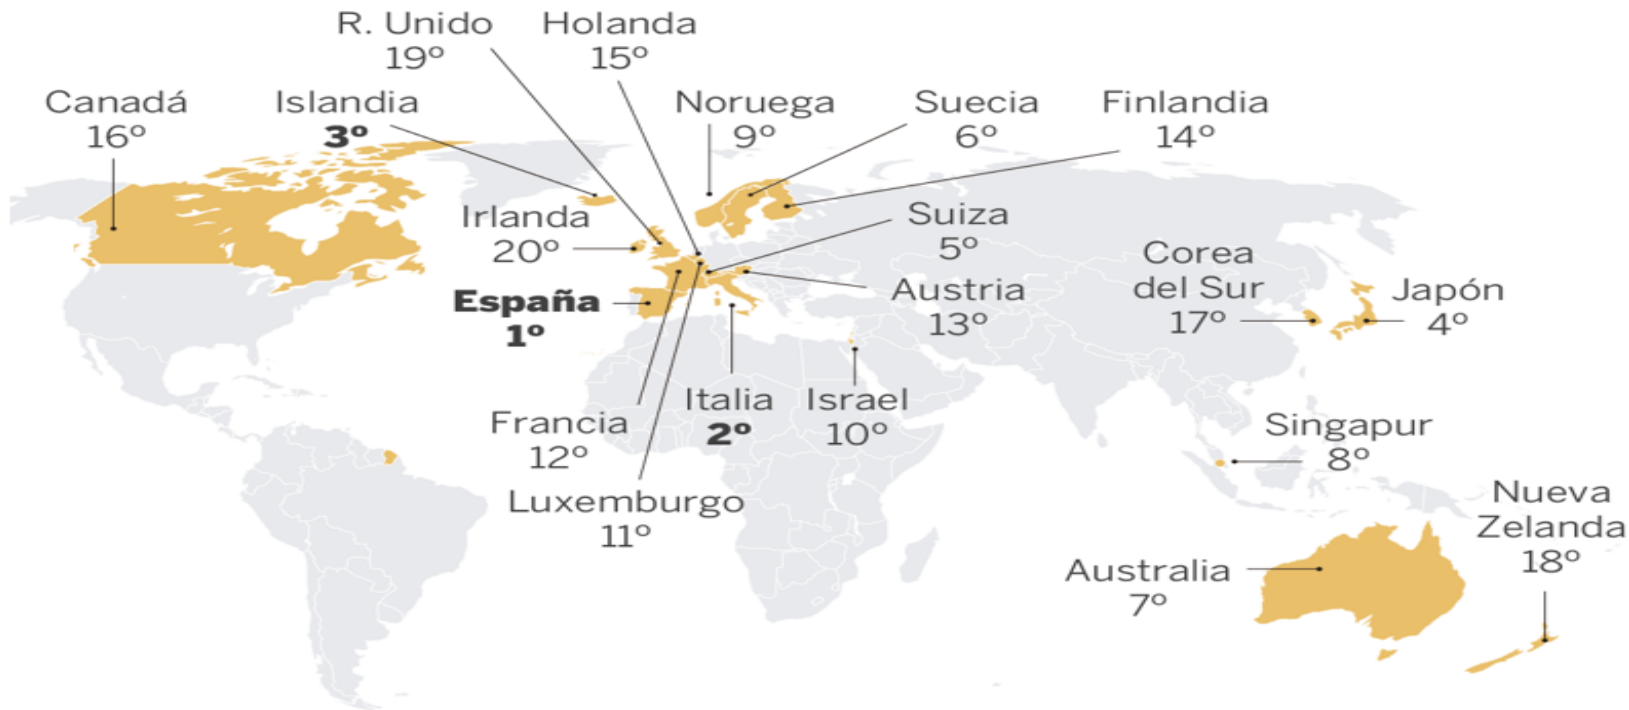 R. Unido
19º
Holanda
15º
Canadá
16º
Islandia
3º
Noruega
9º
Suecia
6º
Finlandia
14º
Irlanda
20º
Suiza
5º
España
1º
Austria
13º
Corea
del Sur
17º
Japón
4º
Francia
12º
Italia
2º
Israel
10º
Singapur
8º
Luxemburgo
11º
Nueva
Zelanda
18º
Australia
7º